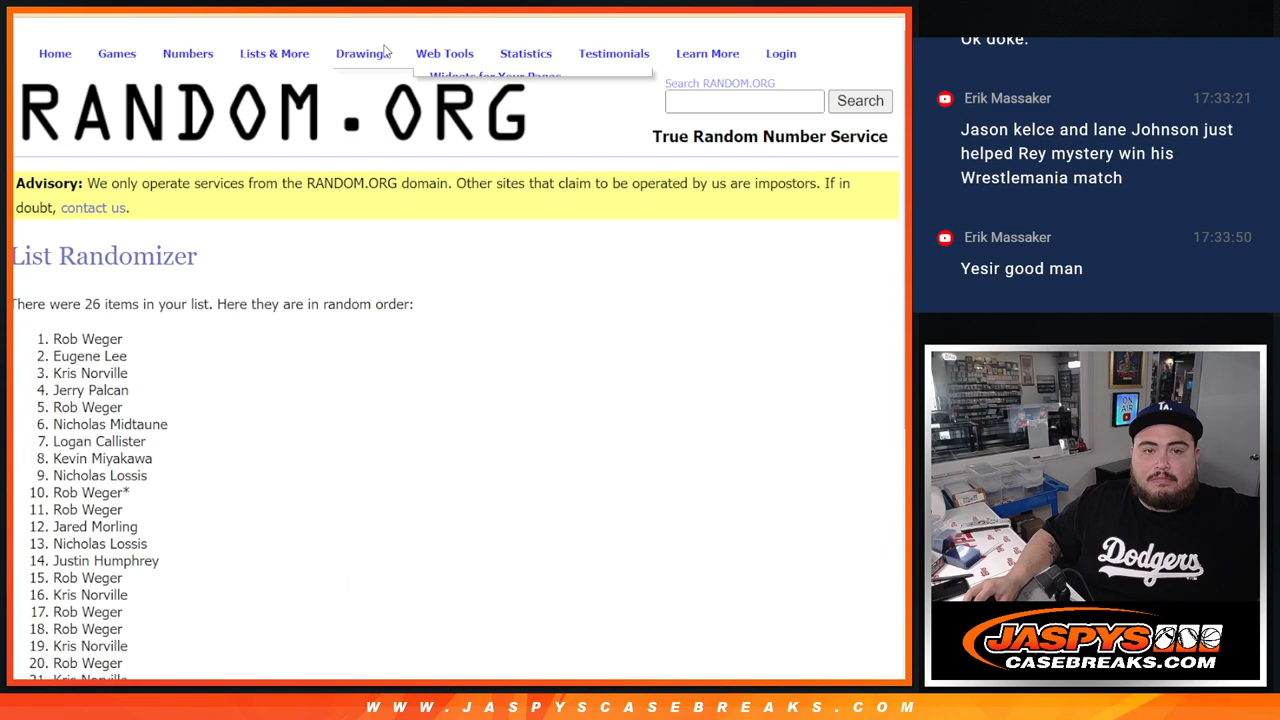 Home Games Numbers Lists & More Drawings Web Tools Statistics Testimonials Learn More Login
Widgets for Your Pages
Search RANDOM.ORG
RANDOM.ORG
Search
True Random Number Service
Advisory: We only operate services from the RANDOM.ORG domain. Other sites that claim to be operated by us are impostors. If in
doubt, contact us.
List Randomizer
There were 26 items in your list. Here they are in random order:
1. Rob Weger
2. Eugene Lee
3. Kris Norville
4. Jerry Palcan
5. Rob Weger
6. Nicholas Midtaune
7. Logan Callister
8. Kevin Miyakawa
9. Nicholas Lossis
10. Rob Weger*
11. Rob Weger
12. Jared Morling
13. Nicholas Lossis
14. Justin Humphrey
15. Rob Weger
16. Kris Norville
17. Rob Weger
18. Rob Weger
19. Kris Norville
20. Rob Weger
21. Kris Norville
Ok doke.
Erik Massaker 17:33:21
Jason kelce and lane Johnson just
helped Rey mystery win his
Wrestlemania match
Erik Massaker 17:33:50
Yesir good man
ON
AIR
LA
Dodgers
JASPYS
CASEBREAKS.COM
WWW.JASPYSCASEBREAKS.COM